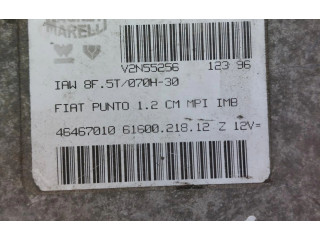 MARELLI
V2N55256 123 96
IAW 8F.5T/070H-30
FIAT PUNTO 1.2 CM MPI IMB
46467010 61600.218.12 Z 12V=